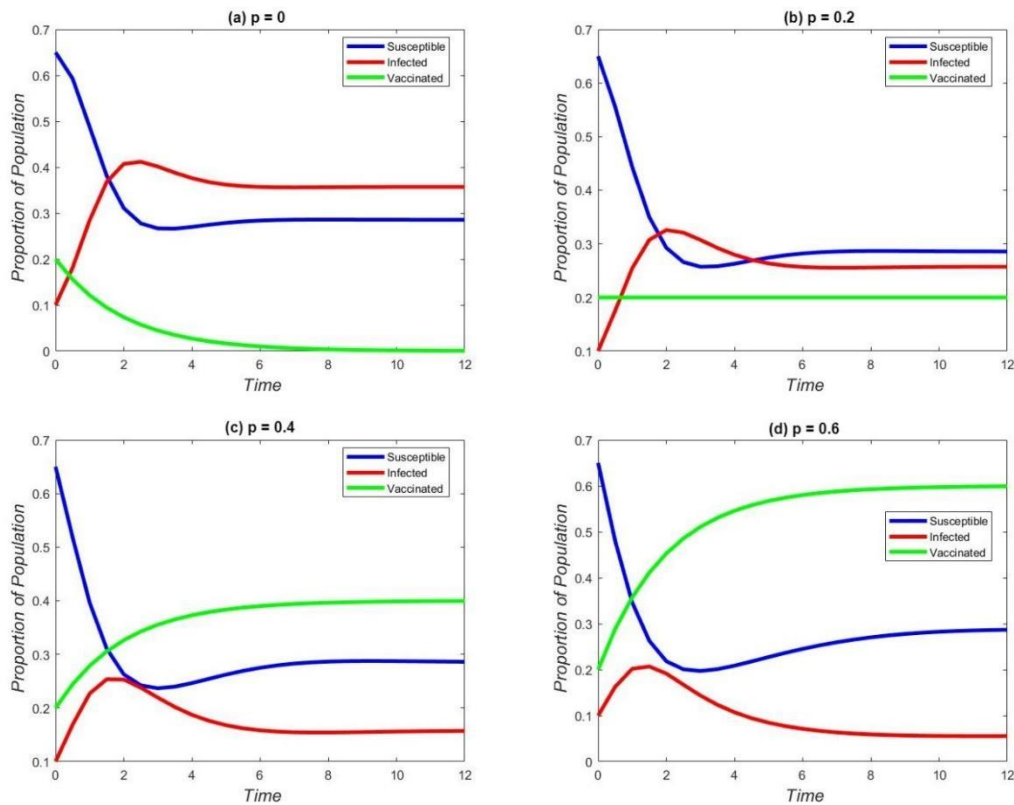 (a) p = 0
0.7
0.6
0.5
0.4
0.3
0.2
0.1
0
Proportion of Population
0 2 4 6 8 10 12
Time
Susceptible
Infected
Vaccinated
(b) p = 0.2
0.7
0.6
0.5
0.4
0.3
0.2
0.1
Proportion of Population
0 2 4 6 8 10 12
Time
Susceptible
Infected
Vaccinated
(c) p = 0.4
0.7
0.6
0.5
0.4
0.3
0.2
0.1
Proportion of Population
0 2 4 6 8 10 12
Time
Susceptible
Infected
Vaccinated
(d) p = 0.6
0.7
0.6
0.5
0.4
0.3
0.2
0.1
0
Proportion of Population
0 2 4 6 8 10 12
Time
Susceptible
Infected
Vaccinated